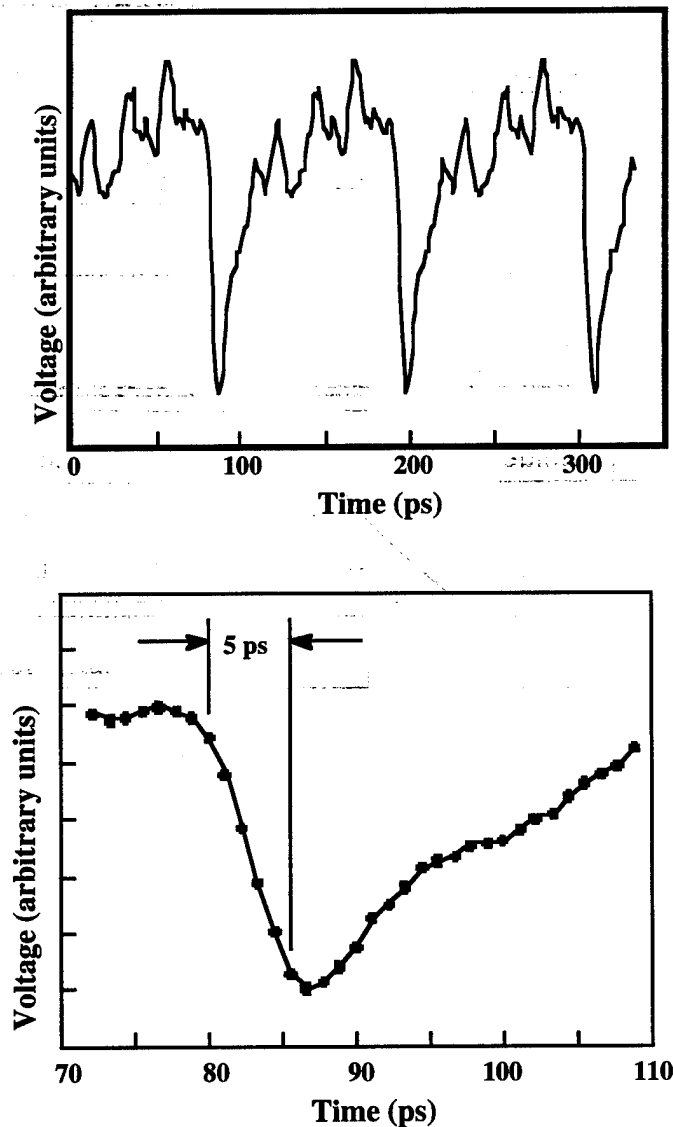 Voltage (arbitrary units)
0 100 200 300
Time (ps)
5 ps
Voltage (arbitrary units)
70 80 90 100 110
Time (ps)